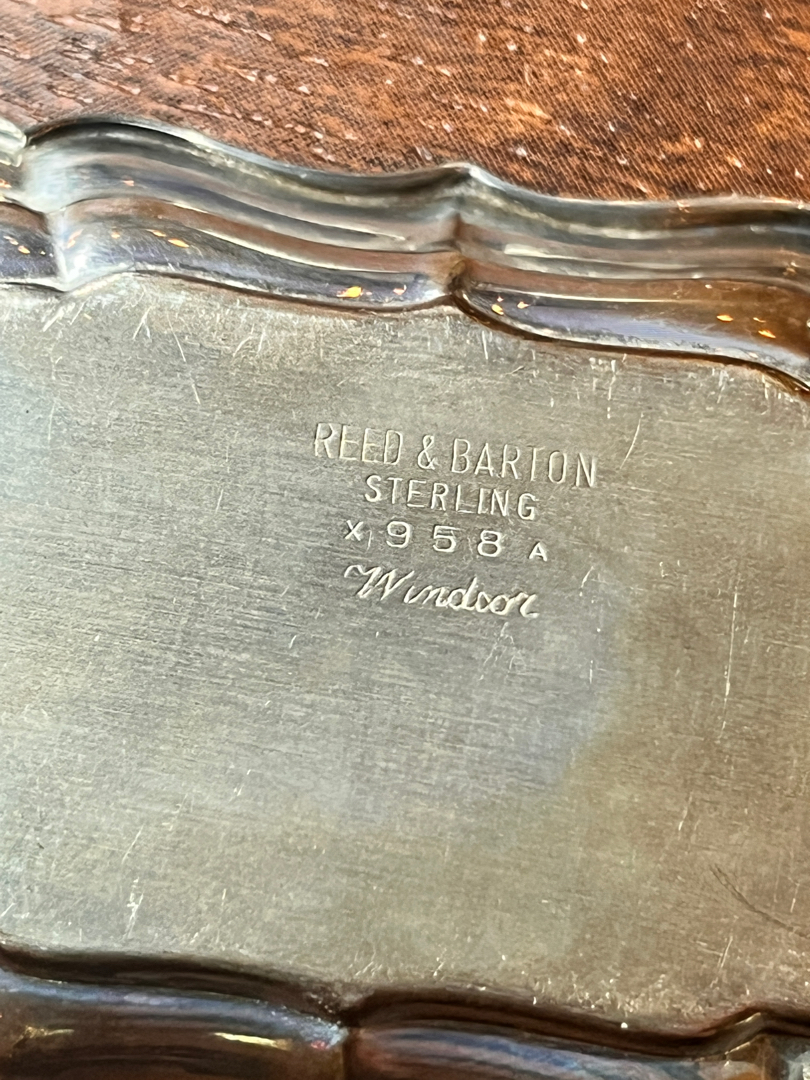 REED & BARTON
STERLING
X958A
Windsor